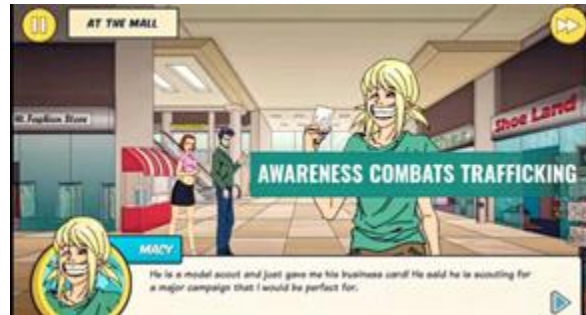 AT THE MALL
Hi Fashion Store
Shoe Land
AWARENESS COMBATS TRAFFICKING
MACY
He is a model scout and just gave me his business card! He said he is scouting for
a major campaign that I would be perfect for.